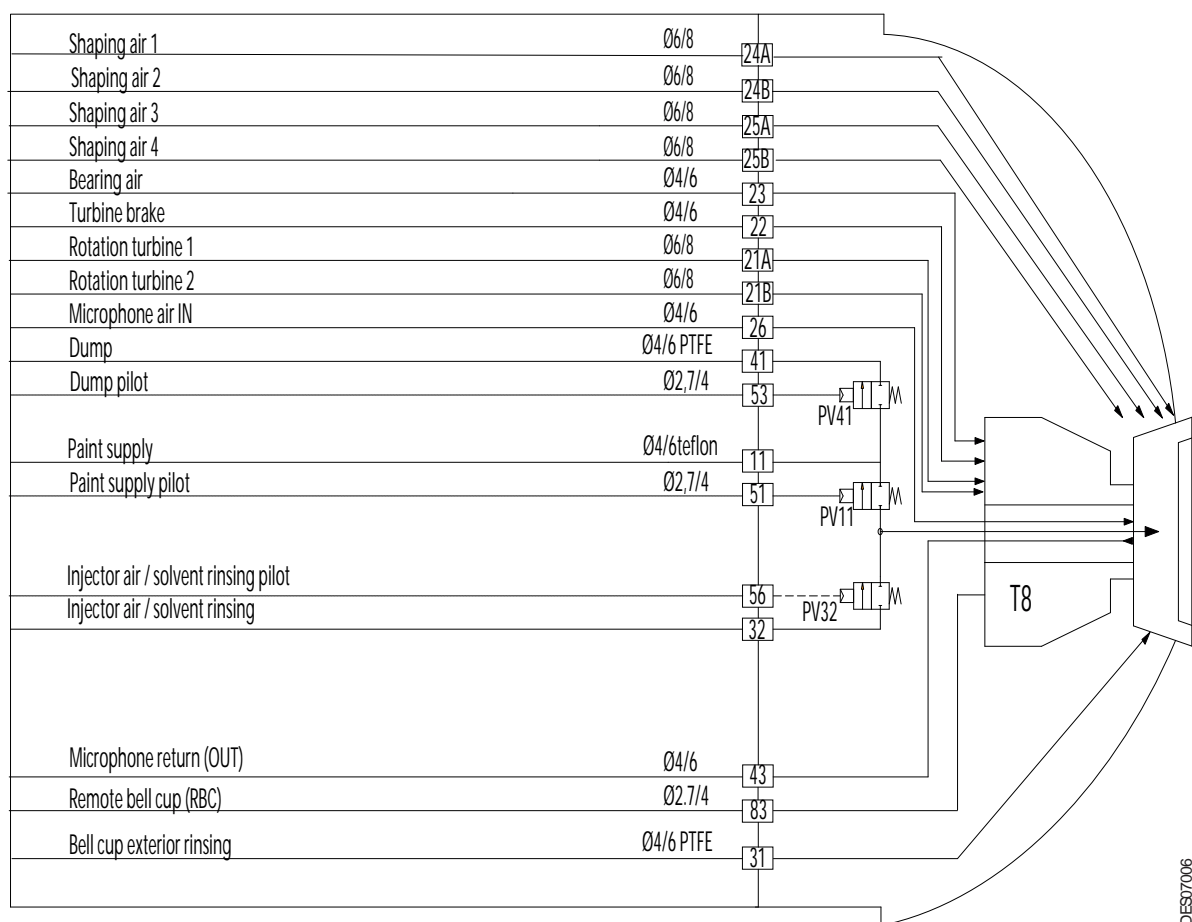 Shaping air 1 Ø6/8 24A
Shaping air 2 Ø6/8 24B
Shaping air 3 Ø6/8 25A
Shaping air 4 Ø6/8 25B
Bearing air Ø4/6 23
Turbine brake Ø4/6 22
Rotation turbine 1 Ø6/8 21A
Rotation turbine 2 Ø6/8 21B
Microphone air IN Ø4/6 26
Dump Ø4/6 PTFE 41
Dump pilot Ø2,7/4 53
PV41
Paint supply Ø4/6teflon 11
Paint supply pilot Ø2,7/4 51
PV11
Injector air / solvent rinsing pilot 56
PV32
Injector air / solvent rinsing 32
T8
Microphone return (OUT) Ø4/6 43
Remote bell cup (RBC) Ø2.7/4 83
Bell cup exterior rinsing Ø4/6 PTFE 31
DES07006